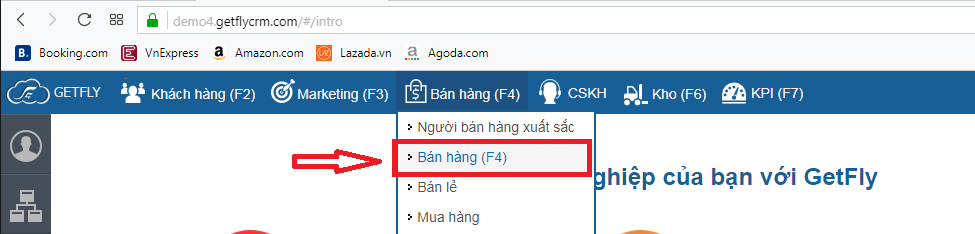 demo4.getflycrm.com/#/intro
B. Booking.com E VnExpress a Amazon.com Lazada.vn a Agoda.com
GETFLY Khách hàng (F2) Marketing (F3) Bán hàng (F4) CSKH Kho (F6) KPI (F7)
Người bán hàng xuất sắc
Bán hàng (F4)
ghiệp của bạn với GetFly
Bán lẻ
Mua hàng